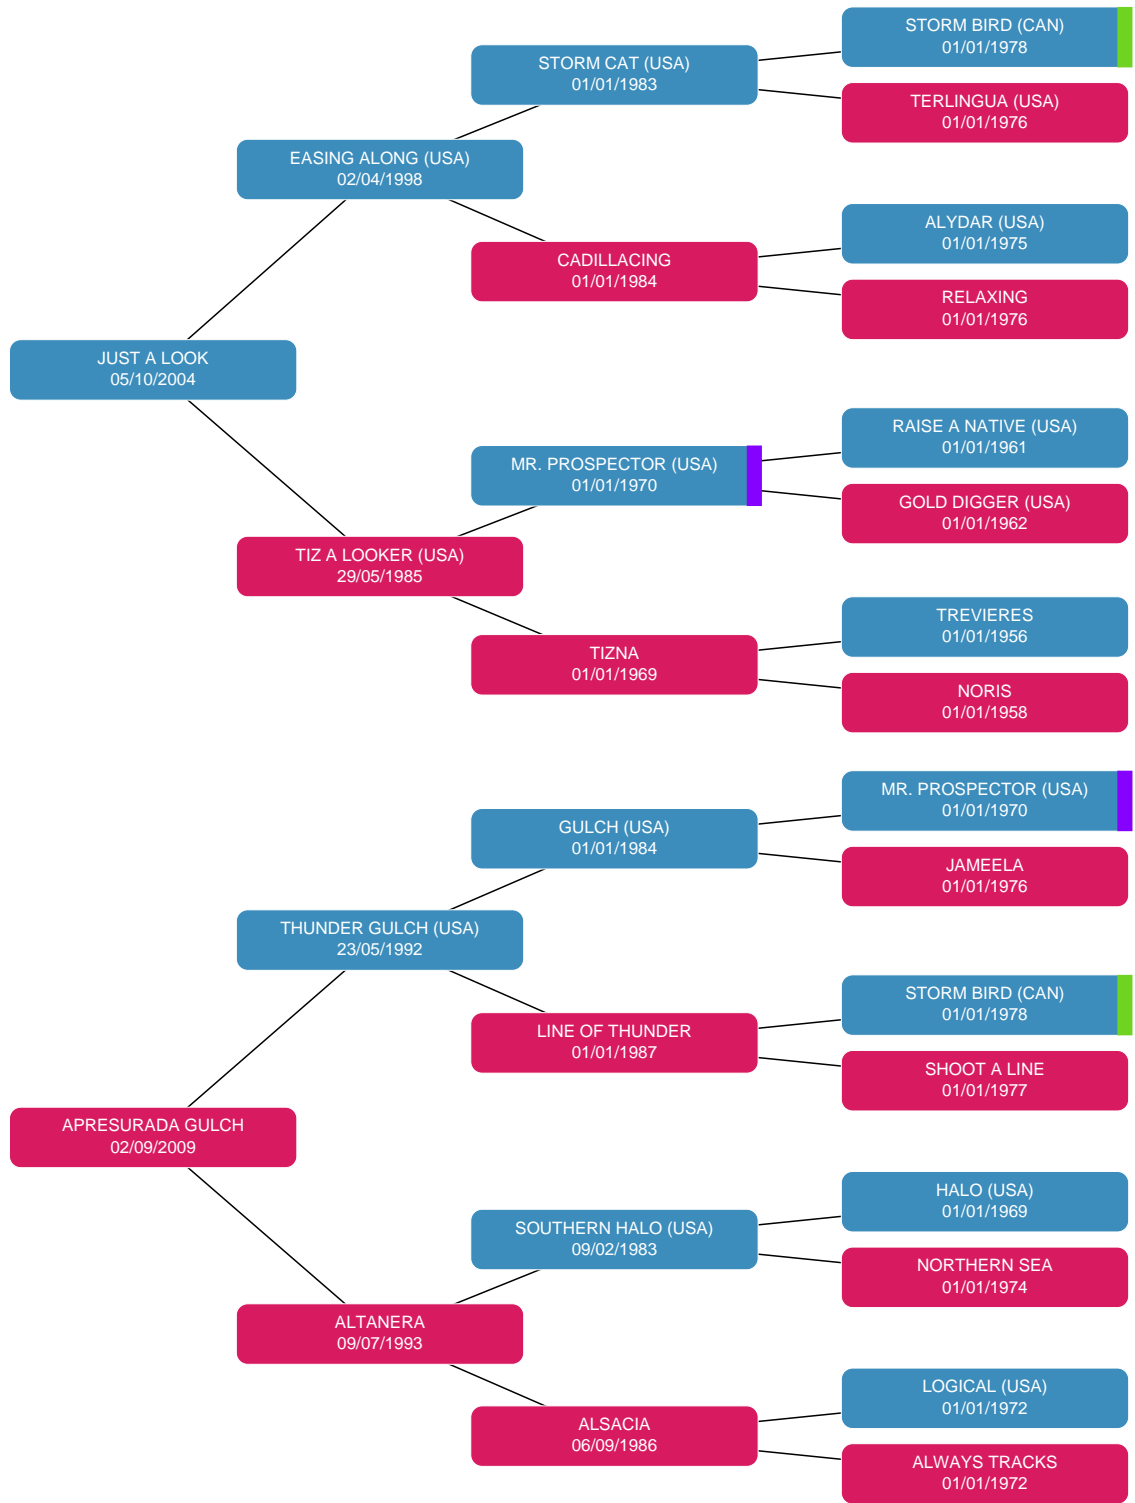 STORM BIRD (CAN)
01/01/1978
STORM CAT (USA)
01/01/1983
TERLINGUA (USA)
01/01/1976
EASING ALONG (USA)
02/04/1998
ALYDAR (USA)
01/01/1975
CADILLACING
01/01/1984
RELAXING
01/01/1976
JUST A LOOK
05/10/2004
RAISE A NATIVE (USA)
01/01/1961
MR. PROSPECTOR (USA)
01/01/1970
GOLD DIGGER (USA)
01/01/1962
TIZ A LOOKER (USA)
29/05/1985
TREVIERES
01/01/1956
TIZNA
01/01/1969
NORIS
01/01/1958
MR. PROSPECTOR (USA)
01/01/1970
GULCH (USA)
01/01/1984
JAMEELA
01/01/1976
THUNDER GULCH (USA)
23/05/1992
STORM BIRD (CAN)
01/01/1978
LINE OF THUNDER
01/01/1987
SHOOT A LINE
01/01/1977
APRESURADA GULCH
02/09/2009
HALO (USA)
01/01/1969
SOUTHERN HALO (USA)
09/02/1983
NORTHERN SEA
01/01/1974
ALTANERA
09/07/1993
LOGICAL (USA)
01/01/1972
ALSACIA
06/09/1986
ALWAYS TRACKS
01/01/1972